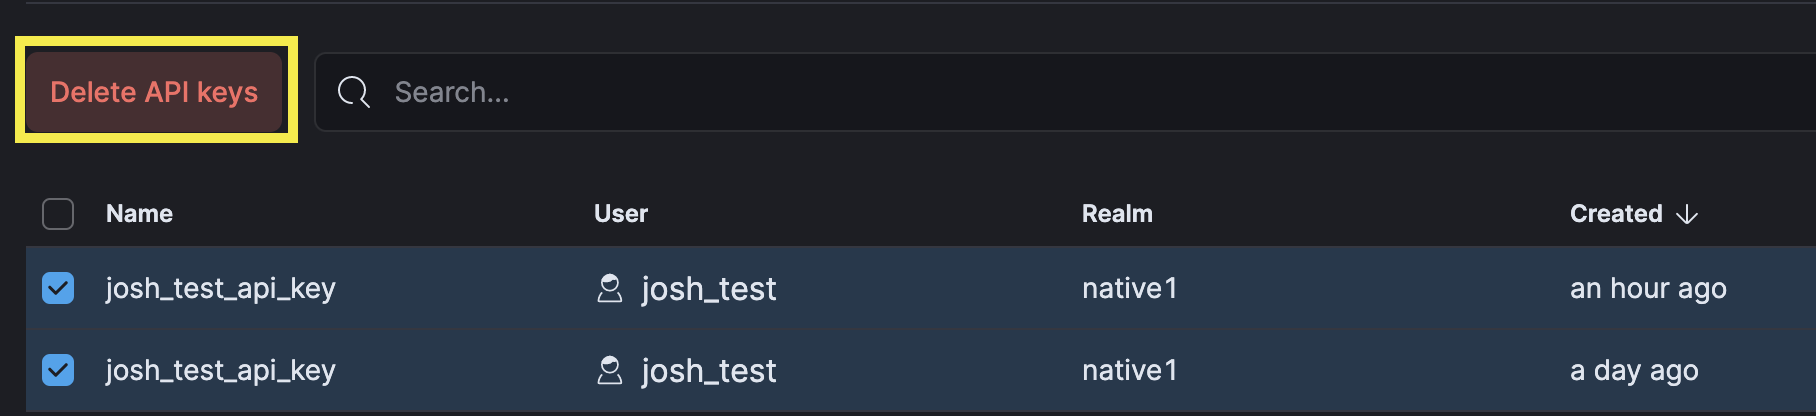 Delete API keys Search...
Name User Realm Created
josh_test_api_key josh_test native1 an hour ago
josh_test_api_key josh_test native1 a day ago